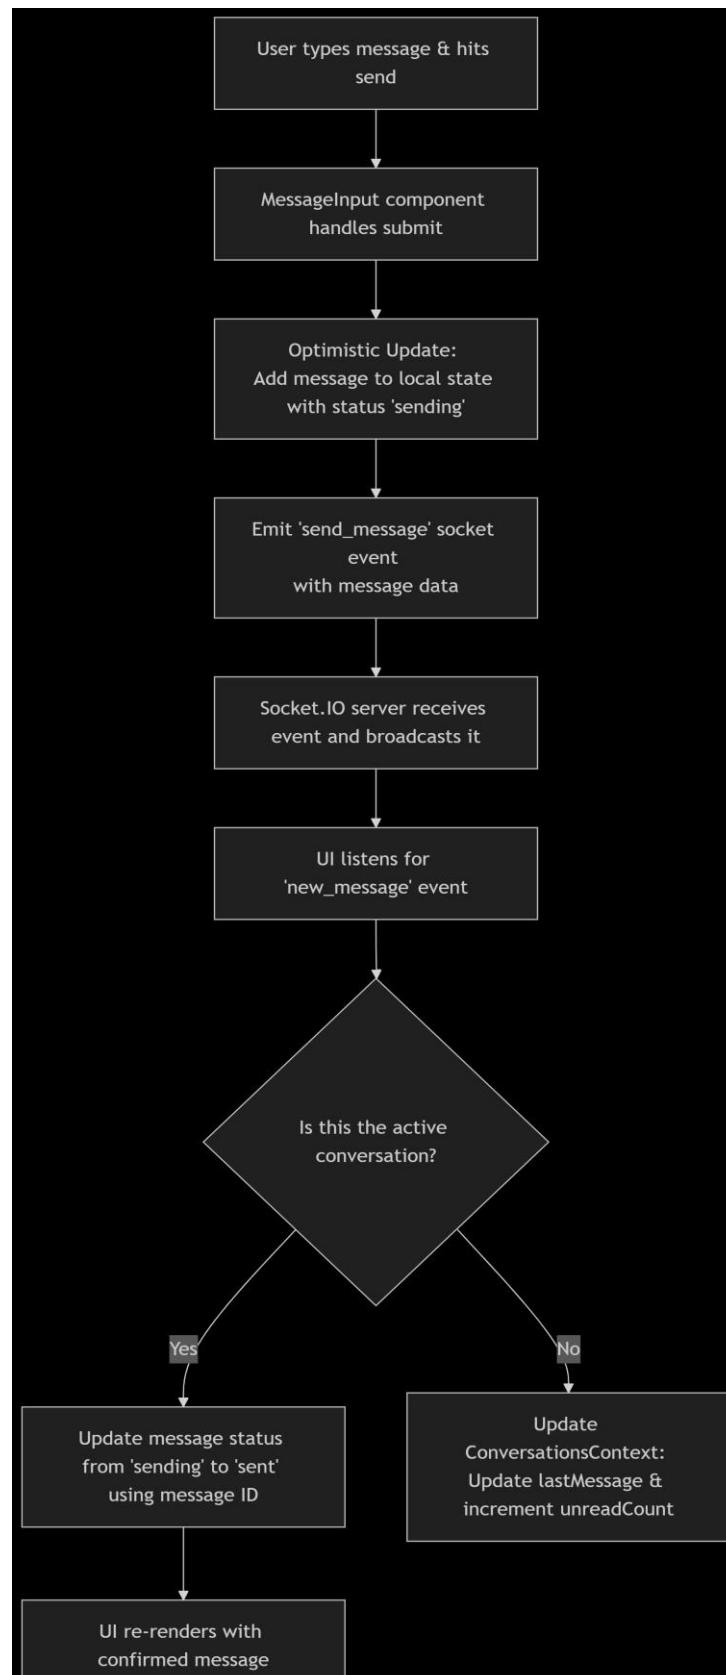 User types message & hits
send
MessageInput component
handles submit
Optimistic Update:
Add message to local state
with status 'sending'
Emit 'send_message' socket
event
with message data
Socket.IO server receives
event and broadcasts it
UI listens for
'new_message' event
Is this the active
conversation?
Yes
No
Update message status
from 'sending' to 'sent'
using message ID
Update
ConversationsContext:
Update lastMessage &
increment unreadCount
UI re-renders with
confirmed message